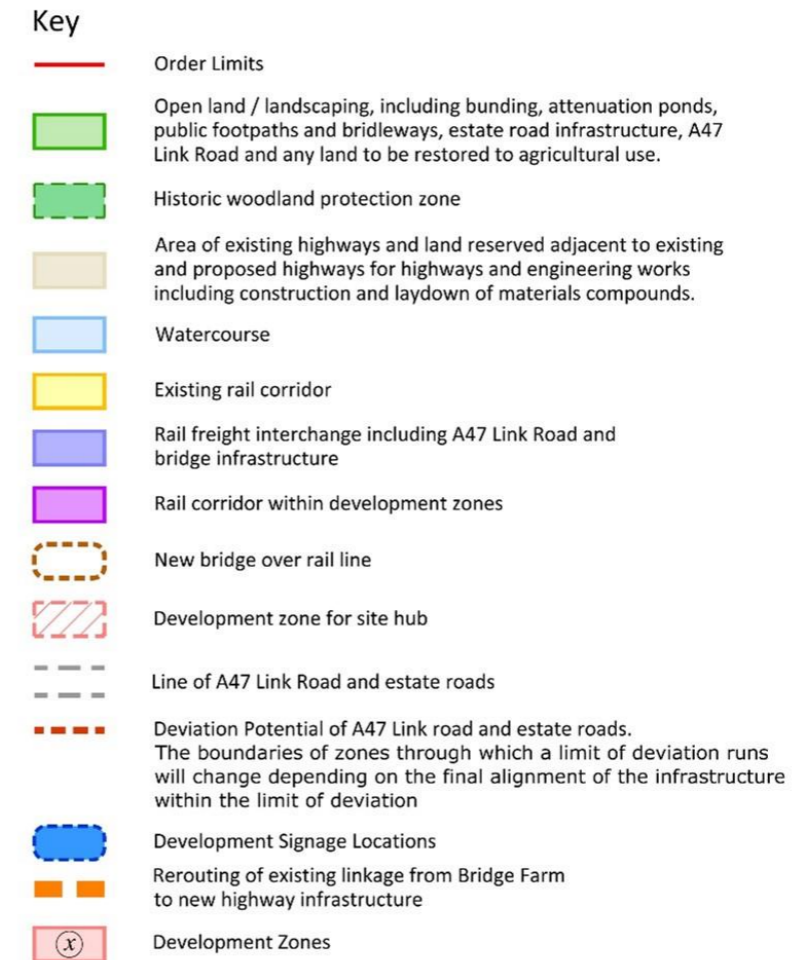 Key
Order Limits
Open land / landscaping, including bunding, attenuation ponds,
public footpaths and bridleways, estate road infrastructure, A47
Link Road and any land to be restored to agricultural use.
Historic woodland protection zone
Area of existing highways and land reserved adjacent to existing
and proposed highways for highways and engineering works
including construction and laydown of materials compounds.
Watercourse
Existing rail corridor
Rail freight interchange including A47 Link Road and
bridge infrastructure
Rail corridor within development zones
New bridge over rail line
Development zone for site hub
Line of A47 Link Road and estate roads
Deviation Potential of A47 Link road and estate roads.
The boundaries of zones through which a limit of deviation runs
will change depending on the final alignment of the infrastructure
within the limit of deviation
Development Signage Locations
Rerouting of existing linkage from Bridge Farm
to new highway infrastructure
x Development Zones